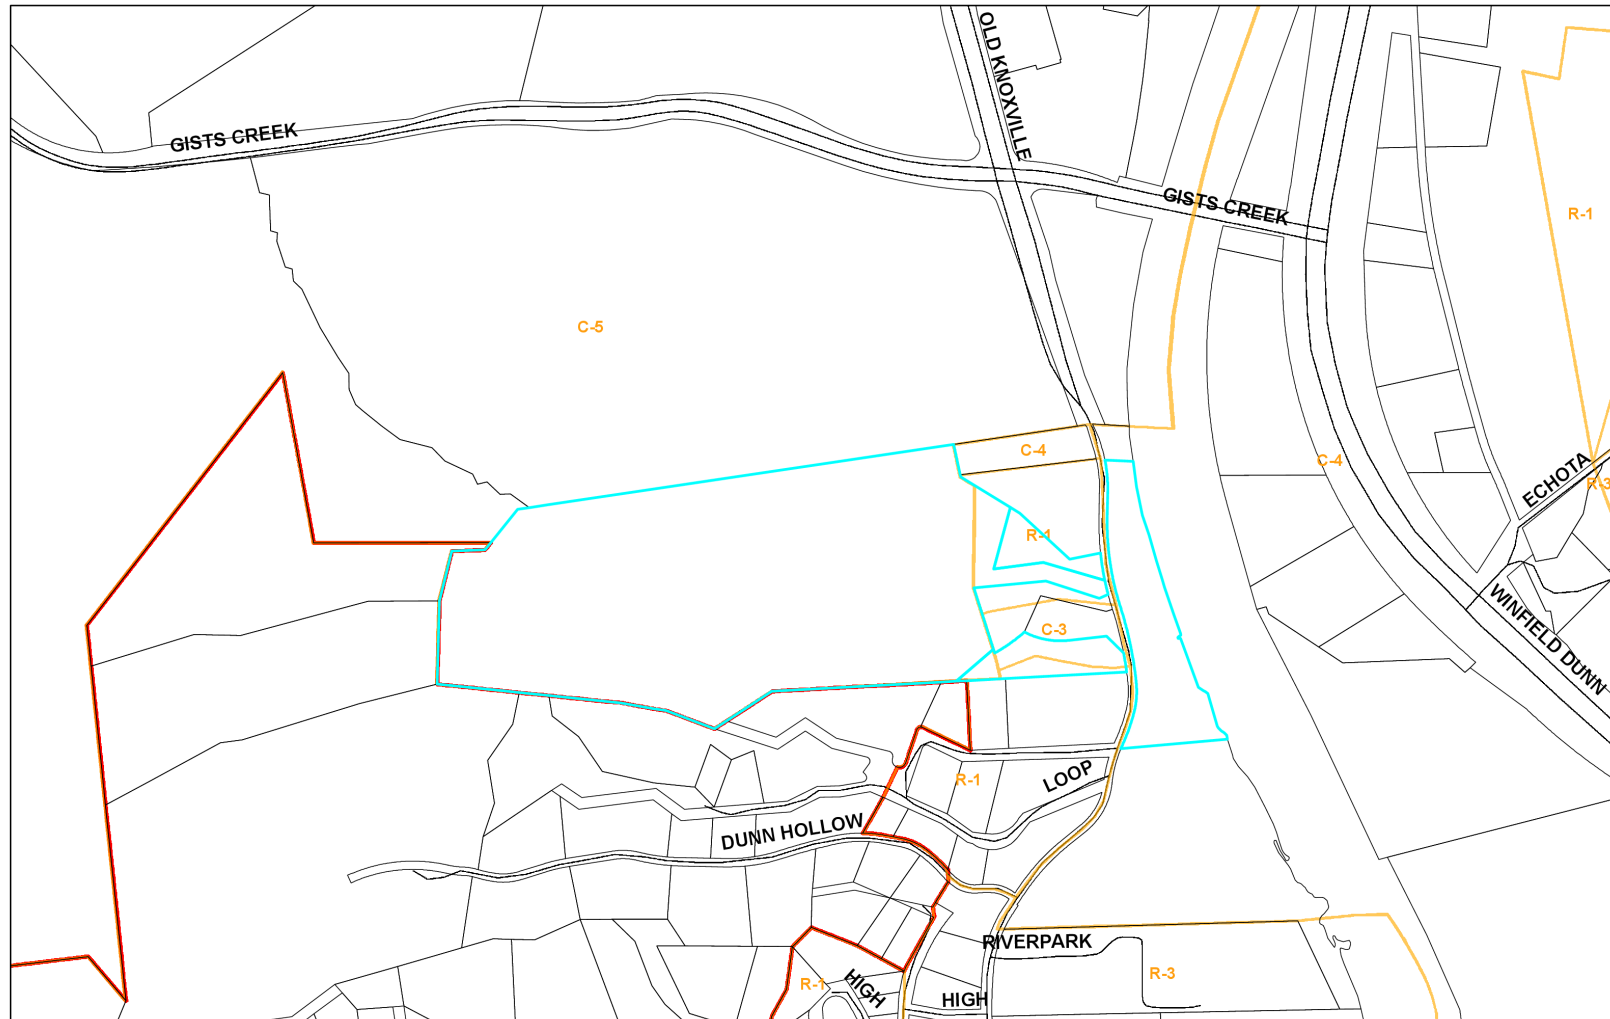 OLD KNOXVILLE
GISTS CREEK
GISTS CREEK
R-1
C-5
C-4
C-4
ECHOTA
R-3
R-1
WINFIELD DUNN
C-3
LOOP
R-1
DUNN HOLLOW
RIVERPARK
R-3
R-1
HIGH
HIGH